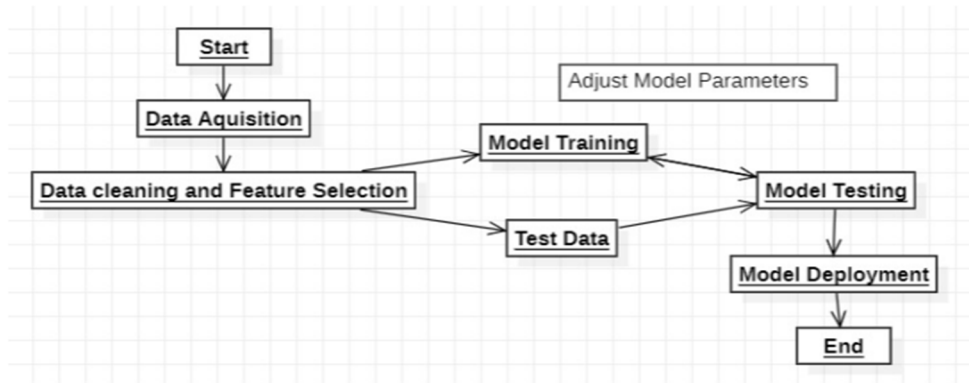 Start
Adjust Model Parameters
Data Aquisition
Model Training
Data cleaning and Feature Selection
Model Testing
Test Data
Model Deployment
End